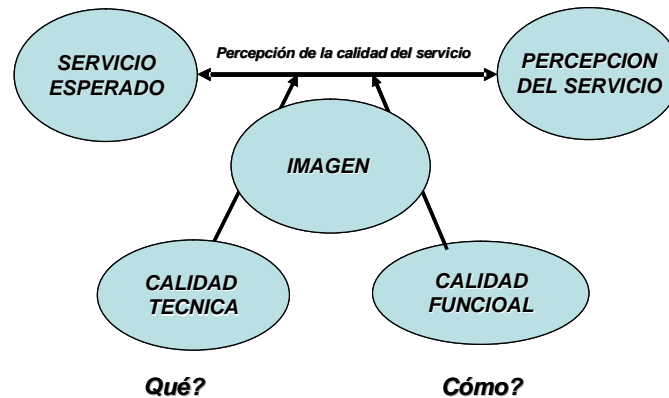 Percepción de la calidad del servicio
SERVICIO
ESPERADO
PERCEPCION
DEL SERVICIO
IMAGEN
CALIDAD
TECNICA
CALIDAD
FUNCIOAL
Qué?
Cómo?